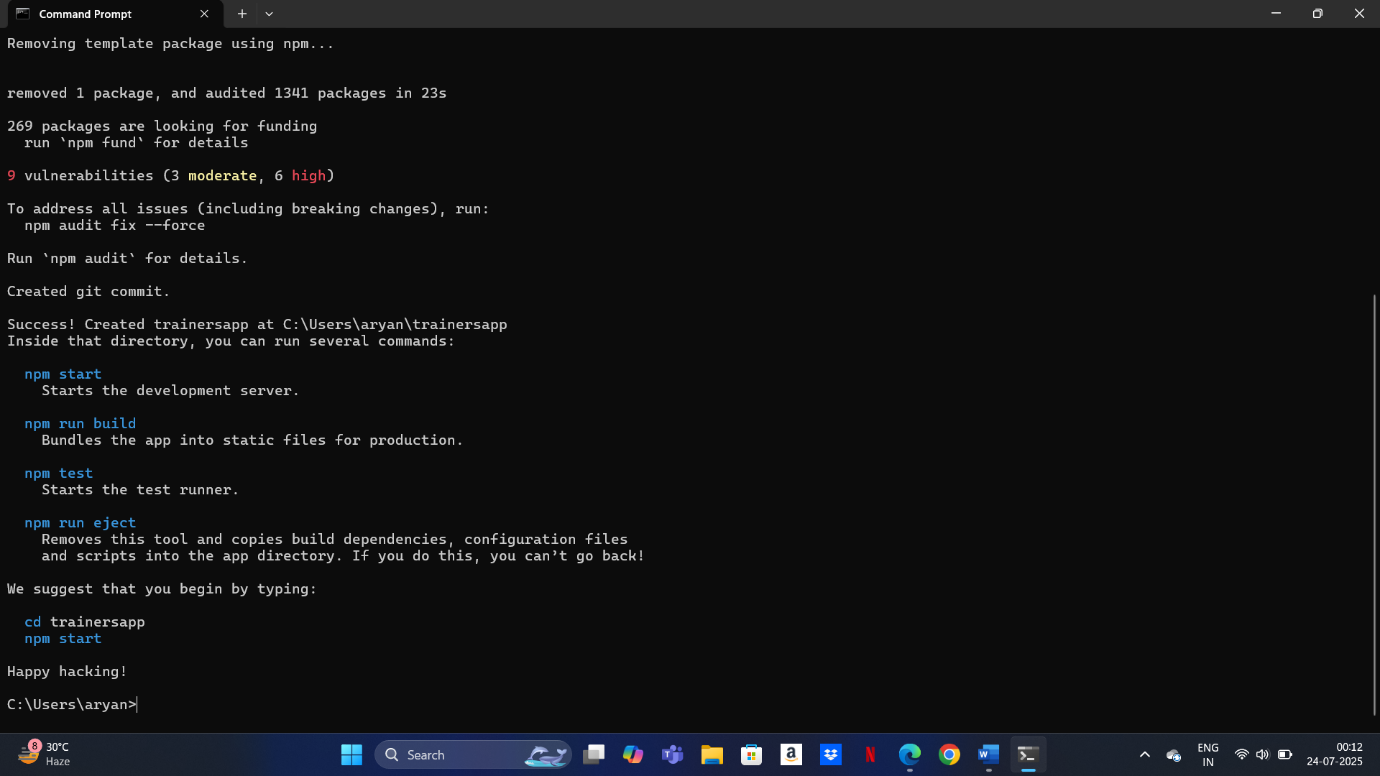 Command Prompt
Removing template package using npm...
removed 1 package, and audited 1341 packages in 23s
269 packages are looking for funding
run `npm fund` for details
9 vulnerabilities (3 moderate, 6 high)
To address all issues (including breaking changes), run:
npm audit fix --force
Run `npm audit` for details.
Created git commit.
Success! Created trainersapp at C:\Users\aryan\trainersapp
Inside that directory, you can run several commands:
npm start
Starts the development server.
npm run build
Bundles the app into static files for production.
npm test
Starts the test runner.
npm run eject
Removes this tool and copies build dependencies, configuration files
and scripts into the app directory. If you do this, you can’t go back!
We suggest that you begin by typing:
cd trainersapp
npm start
Happy hacking!
C:\Users\aryan>
8
30°C
Haze
Search
a
N
W
ENG
IN
00:12
24-07-2025